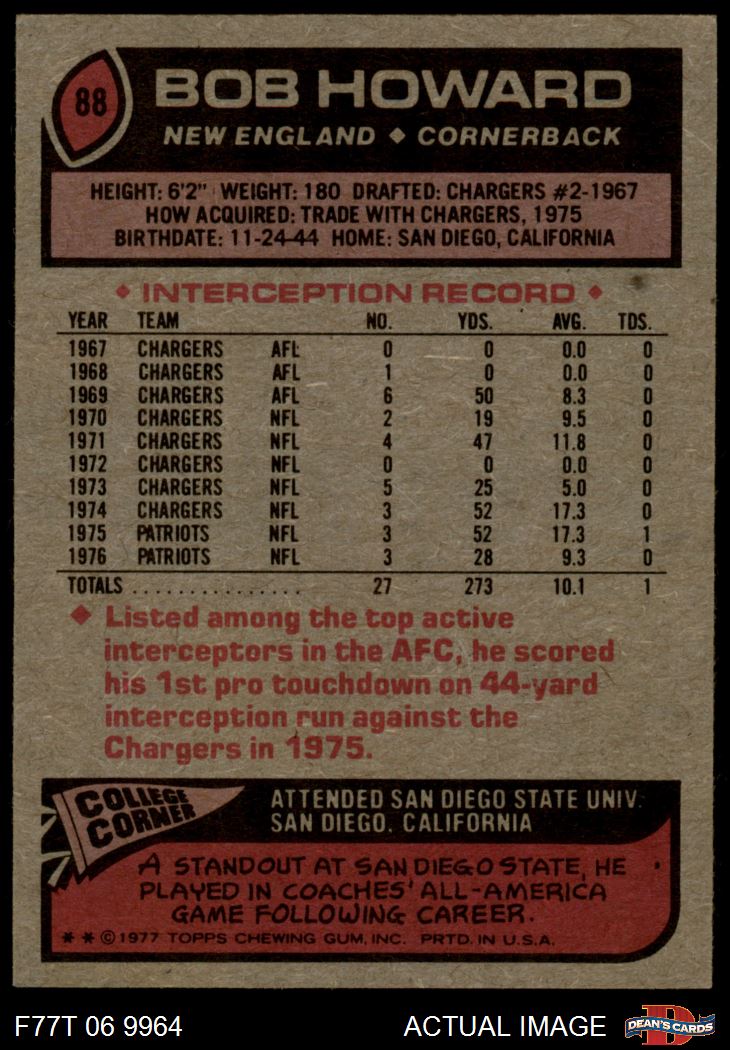 88
BOB HOWARD
NEW ENGLAND ◆ CORNERBACK
HEIGHT: 6'2" WEIGHT: 180 DRAFTED: CHARGERS #2-1967
HOW ACQUIRED: TRADE WITH CHARGERS, 1975
BIRTHDATE: 11-24-44 HOME: SAN DIEGO, CALIFORNIA
◆ INTERCEPTION RECORD ◆
YEAR TEAM NO. YDS. AVG. TDS.
1967 CHARGERS AFL 0 0 0.0 0
1968 CHARGERS AFL 1 0 0.0 0
1969 CHARGERS AFL 6 50 8.3 0
1970 CHARGERS NFL 2 19 9.5 0
1971 CHARGERS NFL 4 47 11.8 0
1972 CHARGERS NFL 0 0 0.0 0
1973 CHARGERS NFL 5 25 5.0 0
1974 CHARGERS NFL 3 52 17.3 0
1975 PATRIOTS NFL 3 52 17.3 1
1976 PATRIOTS NFL 3 28 9.3 0
TOTALS ................ 27 273 10.1 1
◆ Listed among the top active
interceptors in the AFC, he scored
his 1st pro touchdown on 44-yard
interception run against the
Chargers in 1975.
COLLEGE
CORNER
ATTENDED SAN DIEGO STATE UNIV.
SAN DIEGO, CALIFORNIA
A STANDOUT AT SAN DIEGO STATE, HE
PLAYED IN COACHES' ALL-AMERICA
GAME FOLLOWING CAREER.
* * © 1977 TOPPS CHEWING GUM, INC. PRTD. IN U.S.A.
F77T 06 9964 ACTUAL IMAGE
D
DEAN'S CARDS